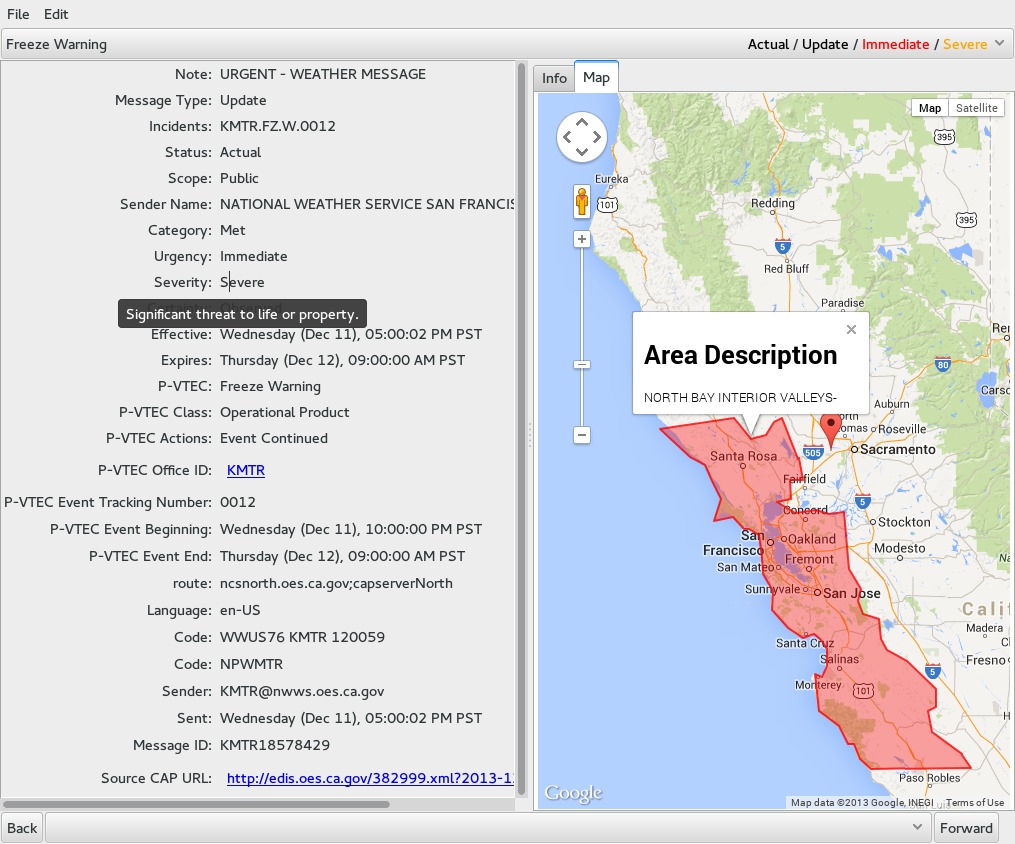 File Edit
Freeze Warning Actual / Update / Immediate / Severe
Note: URGENT - WEATHER MESSAGE
Message Type: Update
Incidents: KMTR.FZ.W.0012
Status: Actual
Scope: Public
Sender Name: NATIONAL WEATHER SERVICE SAN FRANCIS
Category: Met
Urgency: Immediate
Severity: Severe
Significant threat to life or property.
Effective: Wednesday (Dec 11), 05:00:02 PM PST
Expires: Thursday (Dec 12), 09:00:00 AM PST
P-VTEC: Freeze Warning
P-VTEC Class: Operational Product
P-VTEC Actions: Event Continued
P-VTEC Office ID: KMTR
P-VTEC Event Tracking Number: 0012
P-VTEC Event Beginning: Wednesday (Dec 11), 10:00:00 PM PST
P-VTEC Event End: Thursday (Dec 12), 09:00:00 AM PST
route: ncsnorth.oes.ca.gov;capserverNorth
Language: en-US
Code: WWUS76 KMTR 120059
Code: NPWMTR
Sender: KMTR@nwws.oes.ca.gov
Sent: Wednesday (Dec 11), 05:00:02 PM PST
Message ID: KMTR18578429
Source CAP URL: http://edis.oes.ca.gov/382999.xml?2013-1
Info Map
Map Satellite
395
Eureka
101
Redding
395
5
Red Bluff
Paradise
Area Description
NORTH BAY INTERIOR VALLEYS-
80
Carso
Auburn
Roseville
505
Sacramento
Santa Rosa
Fairfield
5
Concord
Stockton
San Francisco
Oakland
Modesto
Fremont
San Mateo
Sunnyvale
San Jose
Calif
Madera
Santa Cruz
Salinas
Fresno
5
Monterey
101
Paso Robles
Google
Map data ©2013 Google, INEGI Terms of Use
Back Forward